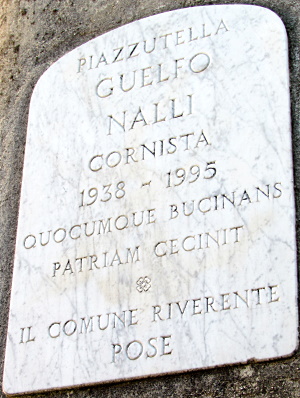 PIAZZUTELLA
GUELFO
NALLI
CORNISTA
1938 - 1995
QUOCUMQUE BUCINANS
PATRIAM CECINIT
IL COMUNE RIVERENTE
POSE